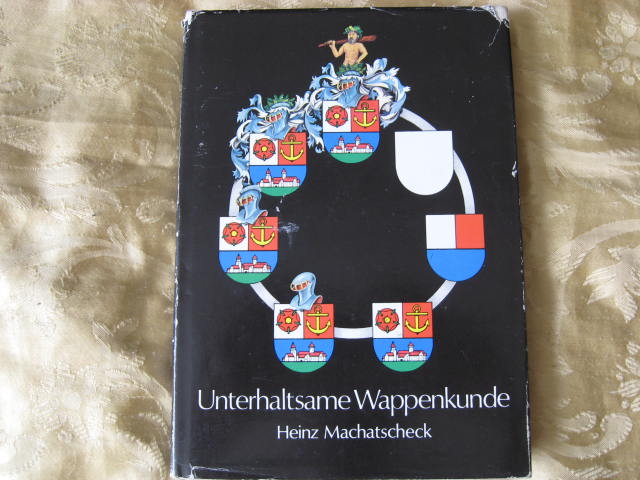 Unterhaltsame Wappenkunde
Heinz Machatscheck